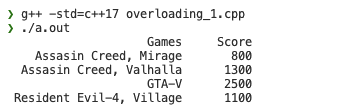 ❯ g++ -std=c++17 overloading_1.cpp
❯ ./a.out
Games Score
Assasin Creed, Mirage 800
Assasin Creed, Valhalla 1300
GTA-V 2500
Resident Evil-4, Village 1100